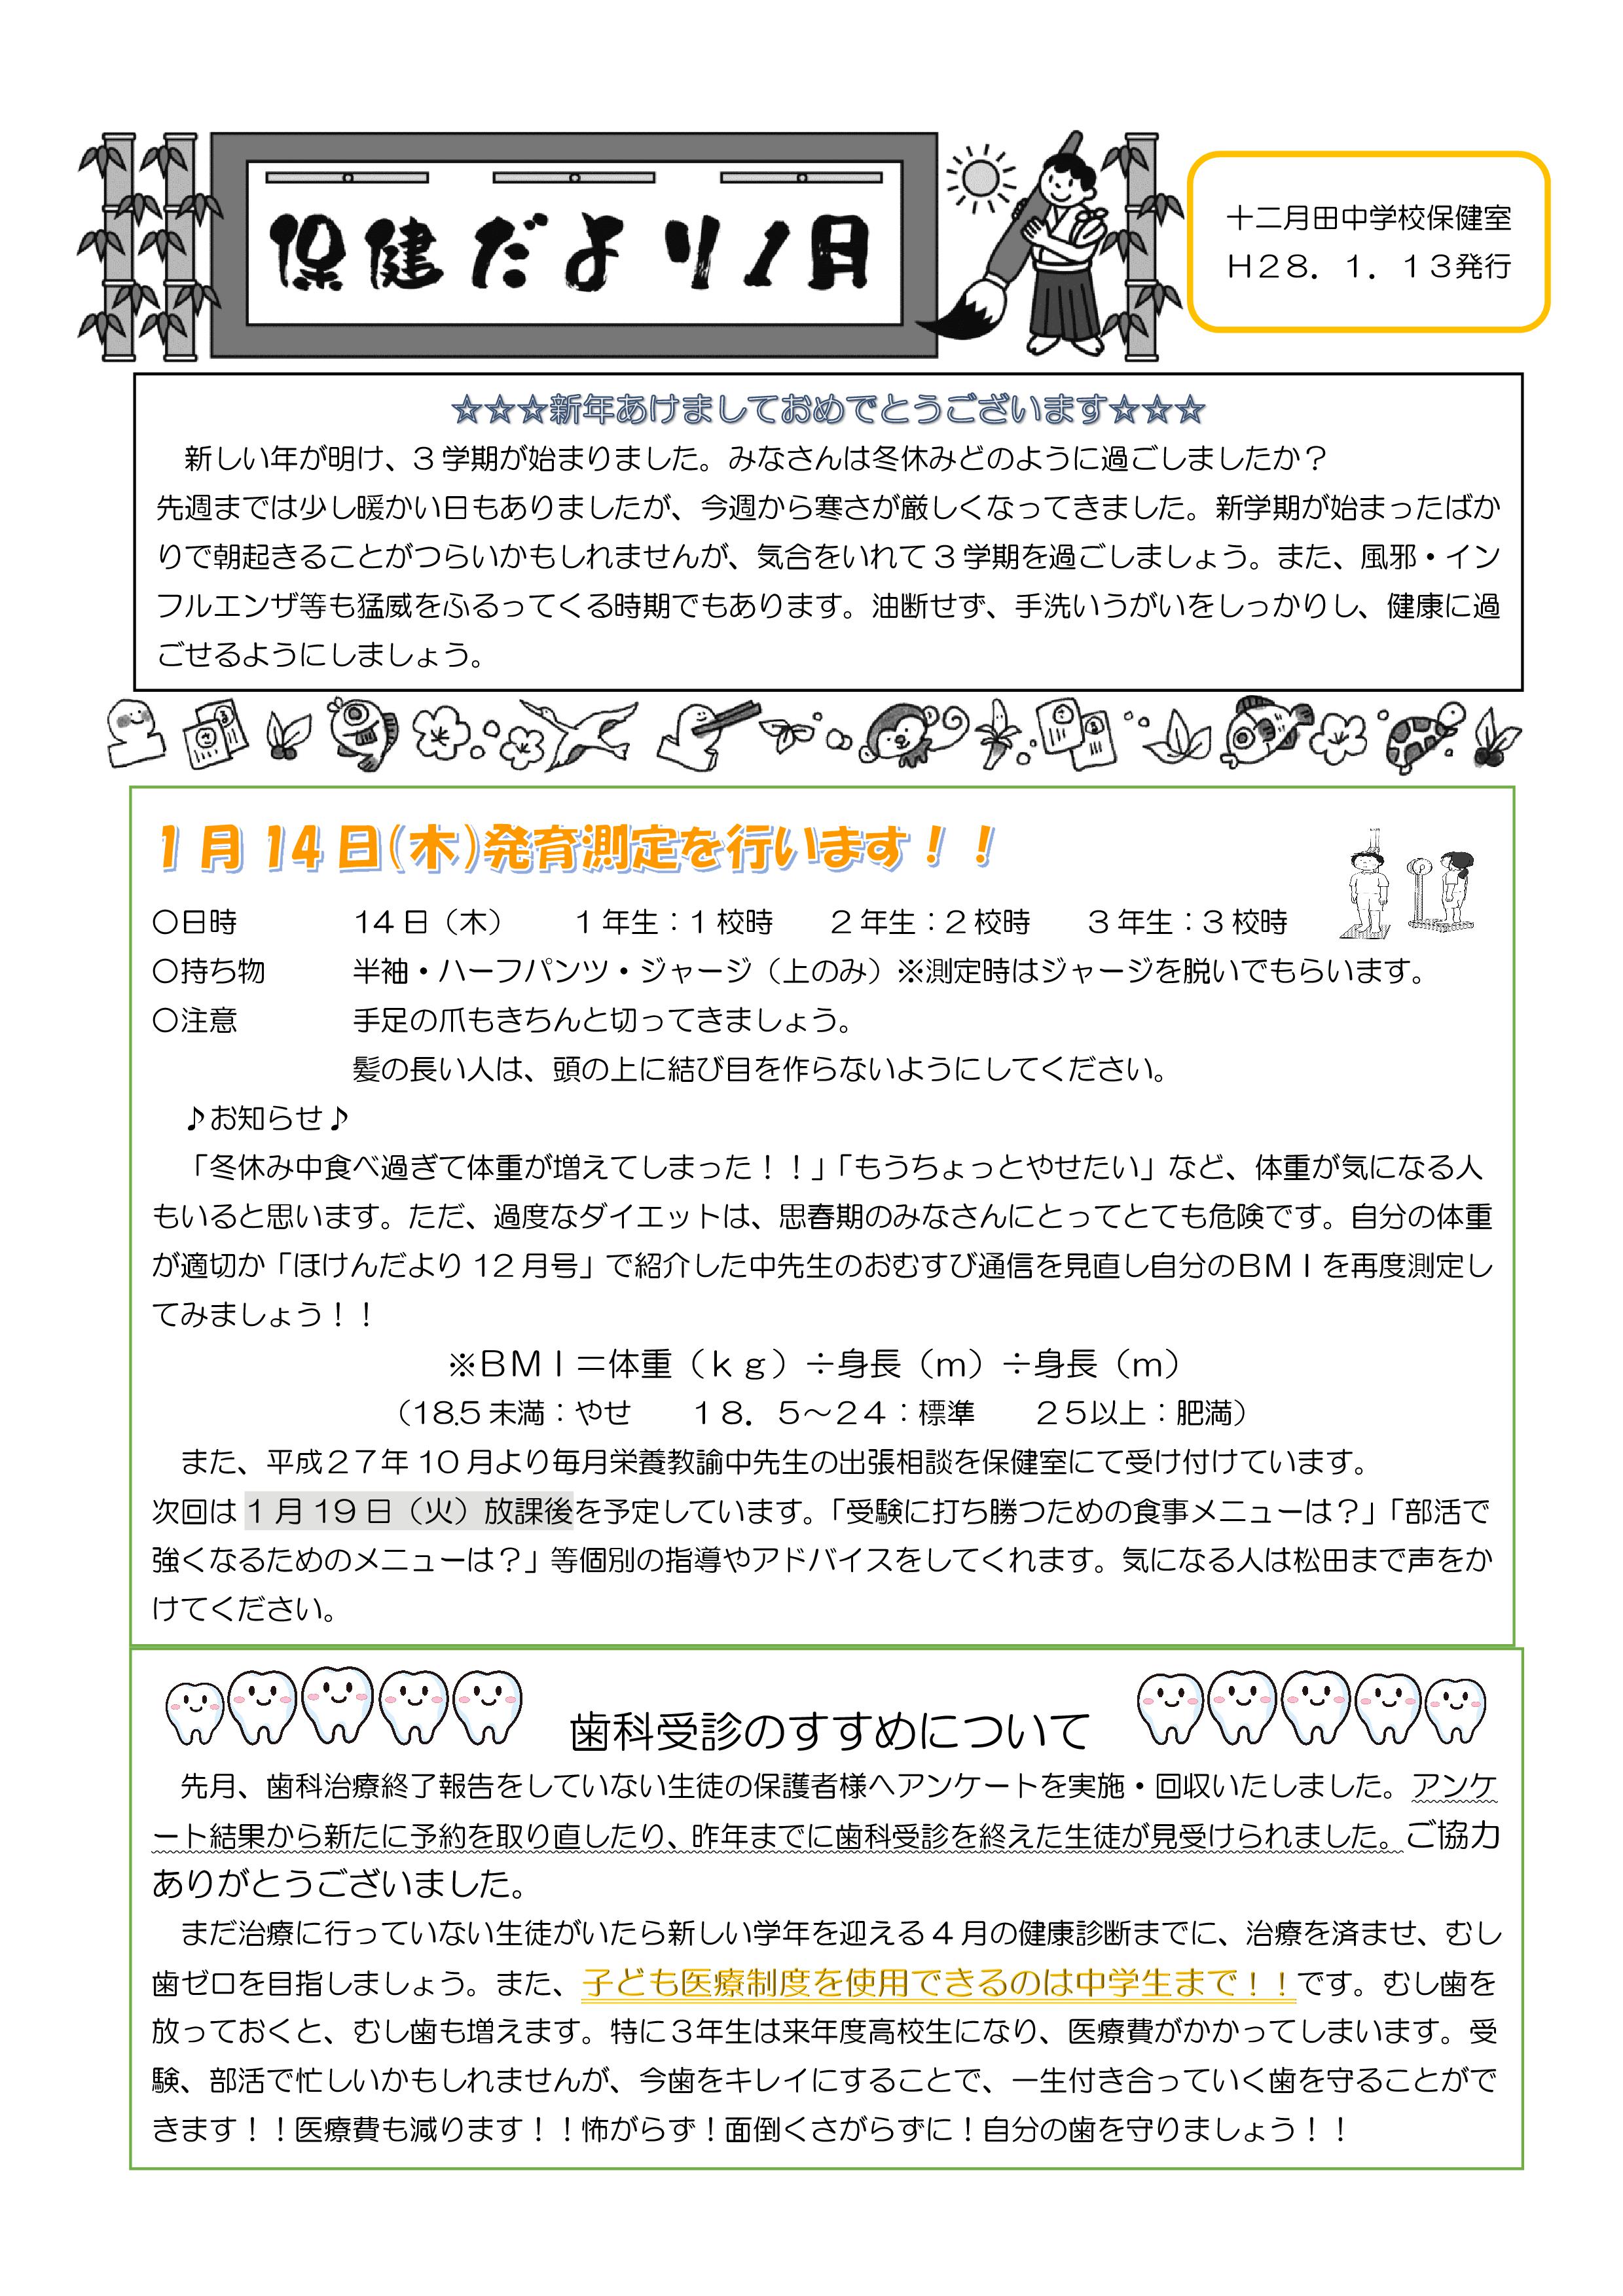 保健だより1月
十二月田中学校保健室
H28．1．13発行
☆☆☆新年あけましておめでとうございます☆☆☆
新しい年が明け、3学期が始まりました。みなさんは冬休みどのように過ごしましたか？
先週までは少し暖かい日もありましたが、今週から寒さが厳しくなってきました。新学期が始まったばか
りで朝起きることがつらいかもしれませんが、気合をいれて3学期を過ごしましょう。また、風邪・イン
フルエンザ等も猛威をふるってくる時期でもあります。油断せず、手洗いうがいをしっかりし、健康に過
ごせるようにしましょう。
1月14日(木)発育測定を行います！！
〇日時　14日（木）　1年生：1校時　2年生：2校時　3年生：3校時
〇持ち物　半袖・ハーフパンツ・ジャージ（上のみ）※測定時はジャージを脱いでもらいます。
〇注意　手足の爪もきちんと切ってきましょう。
髪の長い人は、頭の上に結び目を作らないようにしてください。
♪お知らせ♪
「冬休み中食べ過ぎて体重が増えてしまった！！」「もうちょっとやせたい」など、体重が気になる人
もいると思います。ただ、過度なダイエットは、思春期のみなさんにとってとても危険です。自分の体重
が適切か「ほけんだより12月号」で紹介した中先生のおむすび通信を見直し自分のBMIを再度測定し
てみましょう！！
※BMI＝体重（kg）÷身長（m）÷身長（m）
（18.5未満：やせ　18．5～24：標準　25以上：肥満）
また、平成27年10月より毎月栄養教諭中先生の出張相談を保健室にて受け付けています。
次回は1月19日（火）放課後を予定しています。「受験に打ち勝つための食事メニューは？」「部活で
強くなるためのメニューは？」等個別の指導やアドバイスをしてくれます。気になる人は松田まで声をか
けてください。
歯科受診のすすめについて
先月、歯科治療終了報告をしていない生徒の保護者様へアンケートを実施・回収いたしました。アンケ
ート結果から新たに予約を取り直したり、昨年までに歯科受診を終えた生徒が見受けられました。ご協力
ありがとうございました。
まだ治療に行っていない生徒がいたら新しい学年を迎える4月の健康診断までに、治療を済ませ、むし
歯ゼロを目指しましょう。また、子ども医療制度を使用できるのは中学生まで！！です。むし歯を
放っておくと、むし歯も増えます。特に3年生は来年度高校生になり、医療費がかかってしまいます。受
験、部活で忙しいかもしれませんが、今歯をキレイにすることで、一生付き合っていく歯を守ることがで
きます！！医療費も減ります！！怖がらず！面倒くさがらずに！自分の歯を守りましょう！！